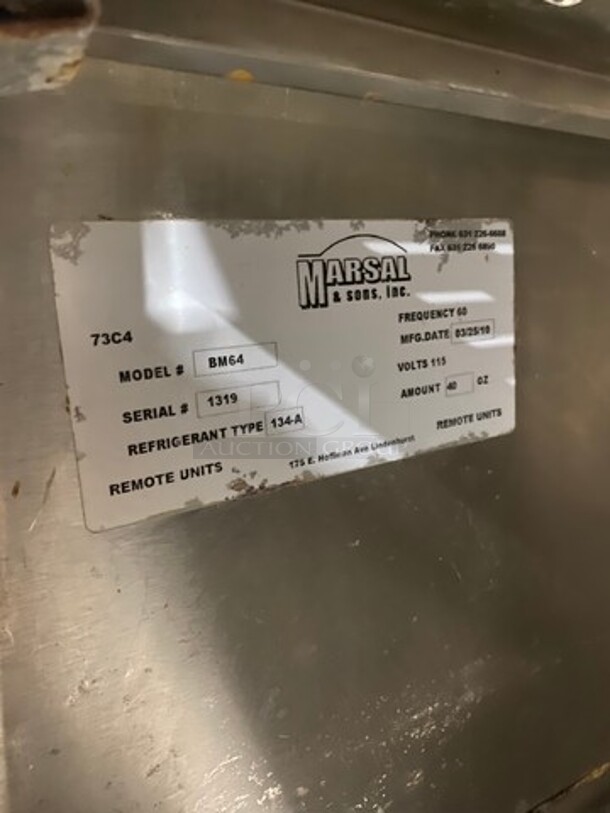 PHONE 631 226-6688
FAX 631 226 6890
MARSAL
& sons, Inc.
73C4
FREQUENCY 60
MODEL # BM64
MFG.DATE 03/25/10
SERIAL # 1319
VOLTS 115
REFRIGERANT TYPE 134-A
AMOUNT 40 OZ
REMOTE UNITS
175 E. Hoffman Ave Lindenhurst
REMOTE UNITS
AUCTION GROUP